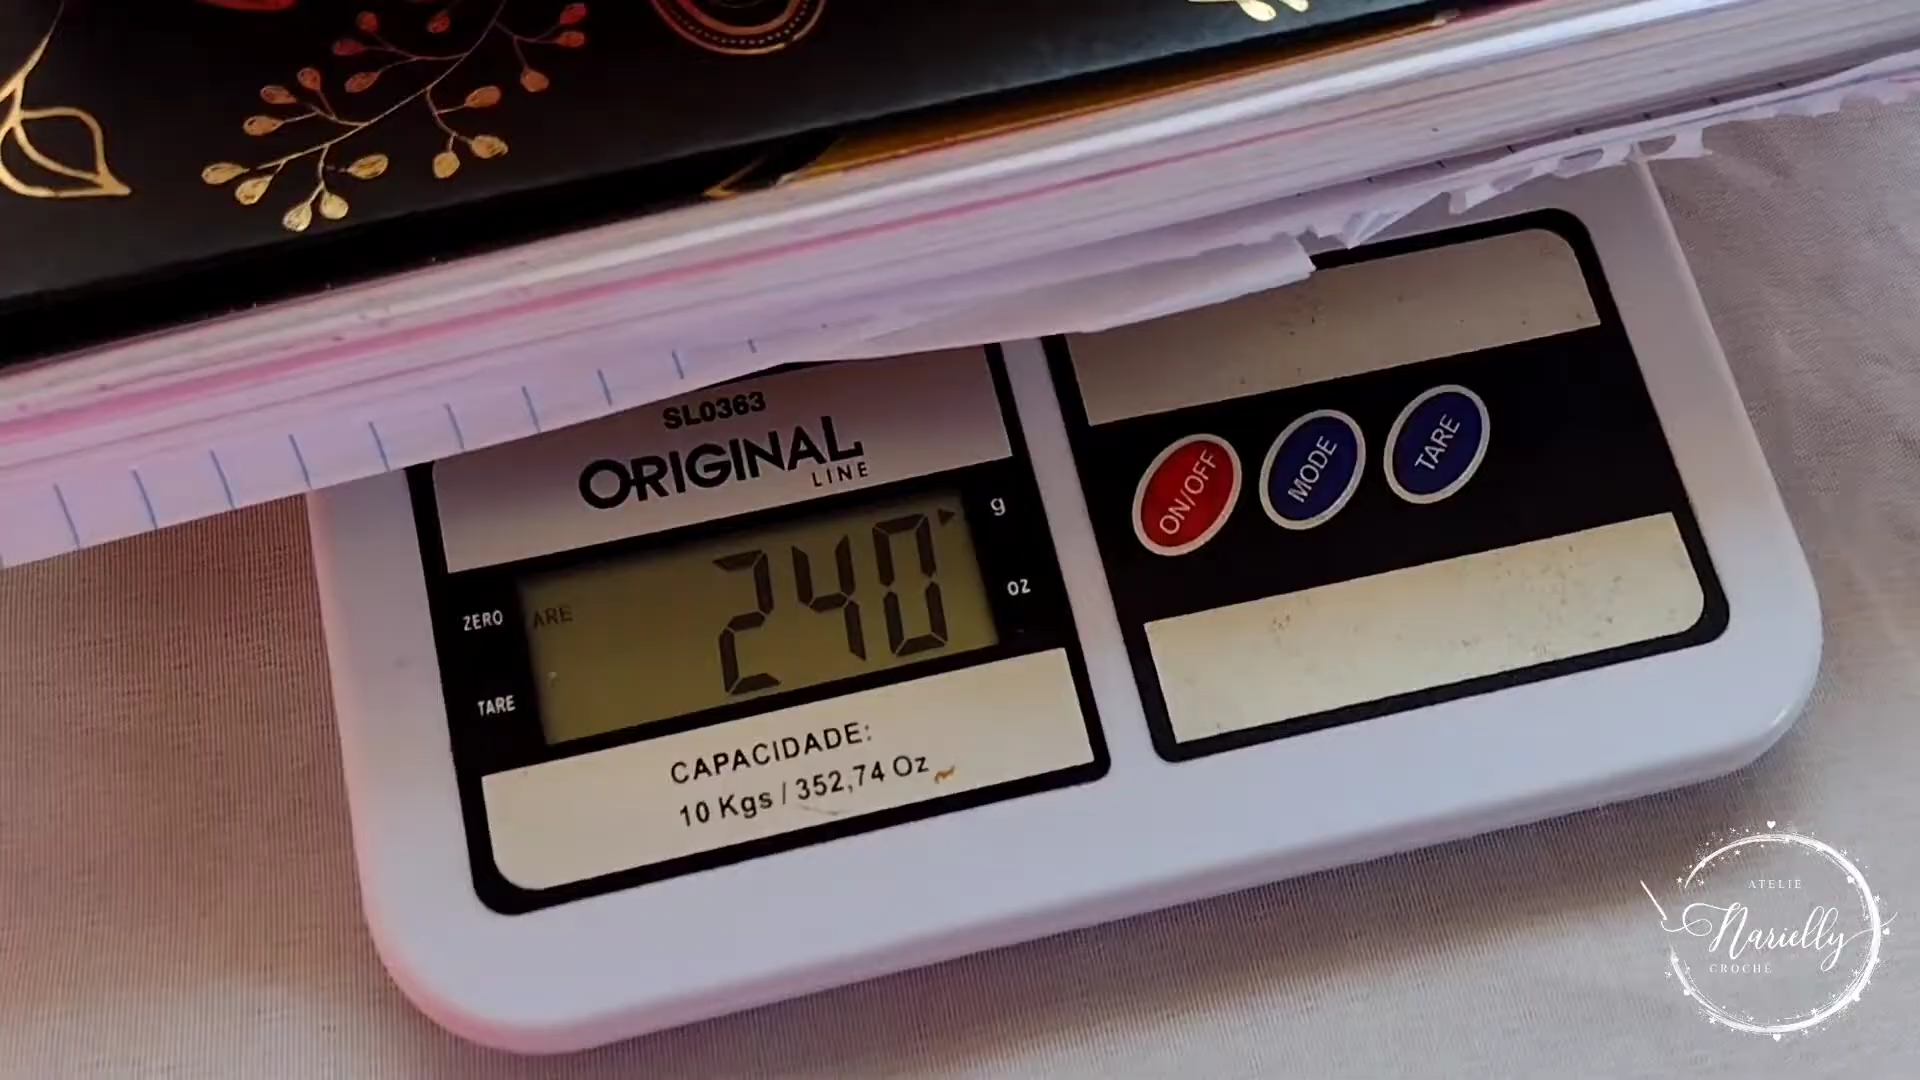 SL0363
ORIGINAL
LINE
g
oz
ZERO
ARE
240
TARE
CAPACIDADE:
10 Kgs / 352,74 Oz
ON/OFF
MODE
TARE
ATELIÊ
Narielly
CROCHÊ